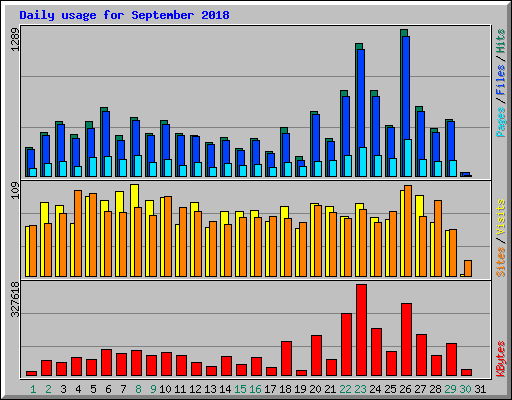 Daily usage for September 2018
1289
Pages / Files / Hits
109
Sites / Visits
327618
KBytes
1 2 3 4 5 6 7 8 9 10 11 12 13 14 15 16 17 18 19 20 21 22 23 24 25 26 27 28 29 30 31